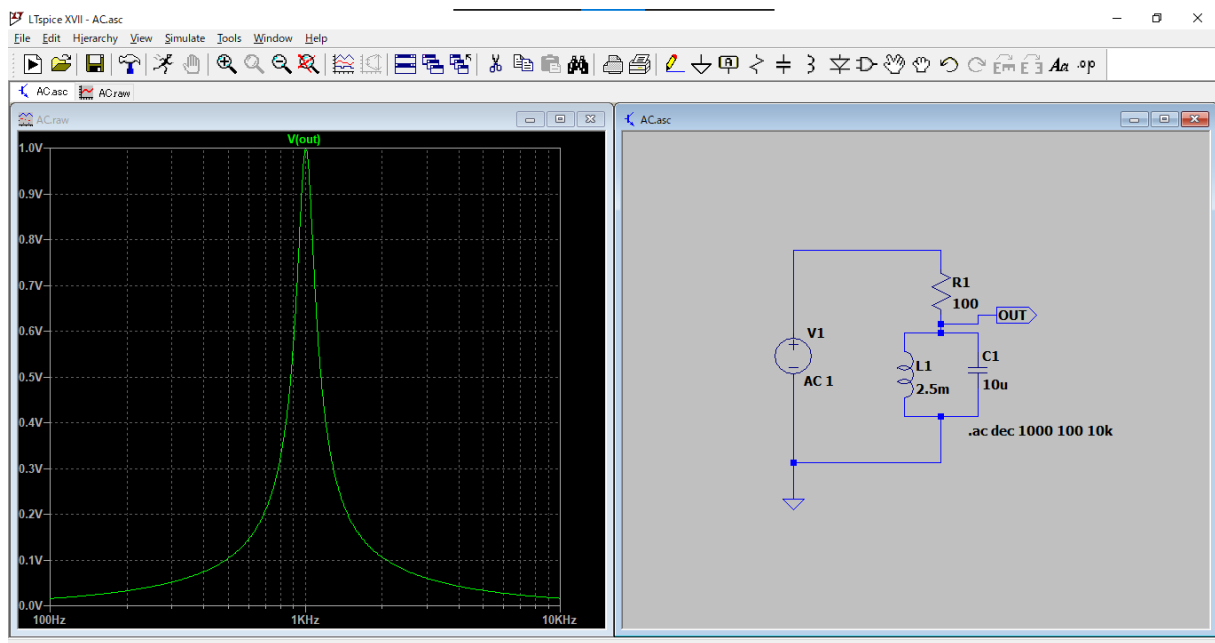 LTspice XVII - AC.asc
File Edit Hierarchy View Simulate Tools Window Help
AC.asc AC.raw
AC.raw
V(out)
1.0V
0.9V
0.8V
0.7V
0.6V
0.5V
0.4V
0.3V
0.2V
0.1V
0.0V
100Hz 1KHz 10KHz
AC.asc
R1
100
OUT
V1
AC 1
L1
2.5m
C1
10u
.ac dec 1000 100 10k